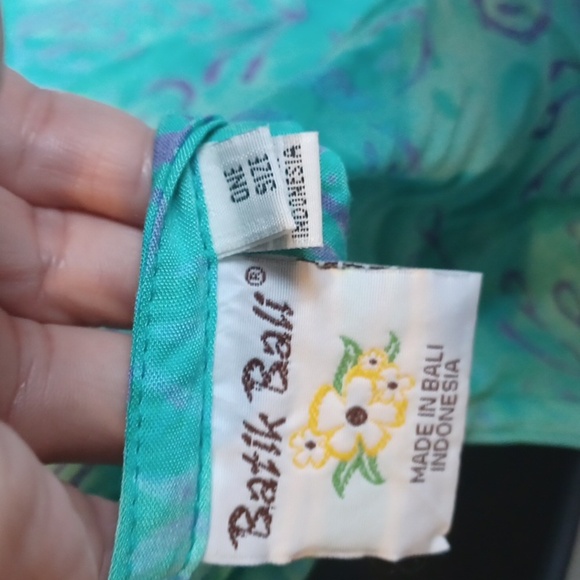 ONE
SIZE
INDONESIA
Batik Bali®
MADE IN BALI
INDONESIA